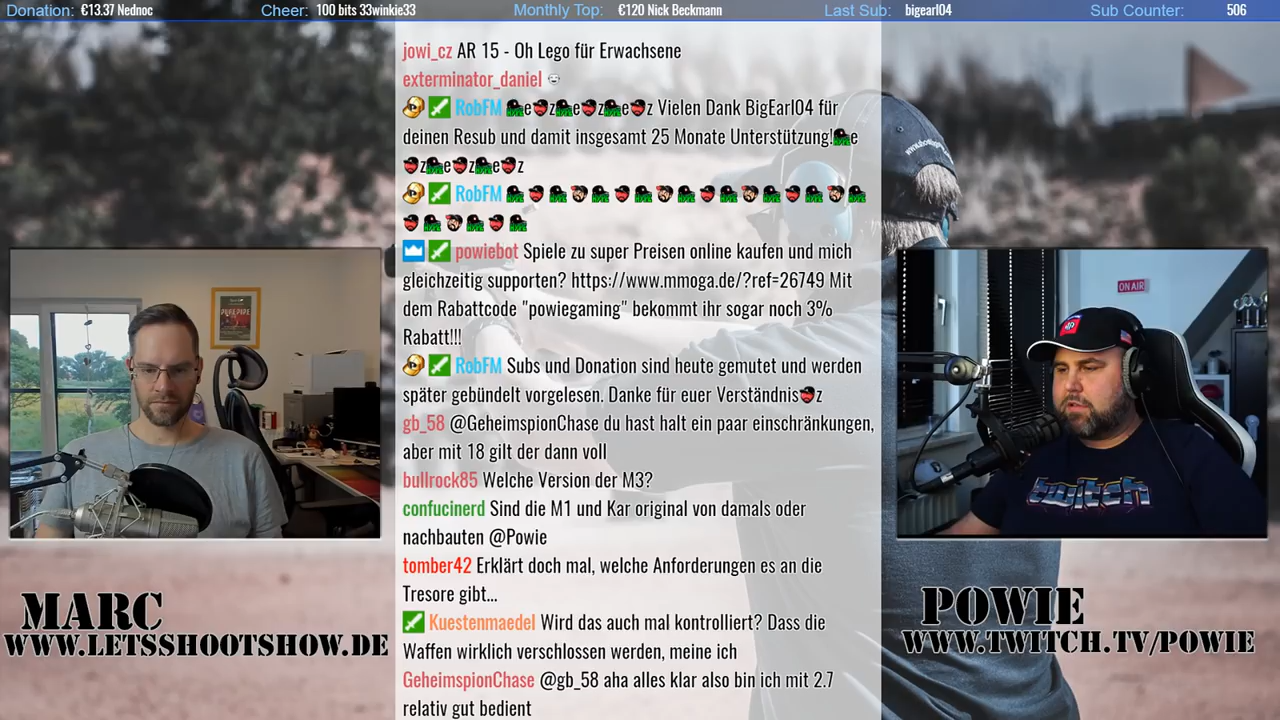 Donation: €13.37 Nednoc Cheer: 100 bits 33winkie33 Monthly Top: €120 Nick Beckmann Last Sub: bigearl04 Sub Counter: 506
jowi_cz AR 15 - Oh Lego für Erwachsene
exterminator_daniel
RobFM e z e z e z Vielen Dank BigEarl04 für
deinen Resub und damit insgesamt 25 Monate Unterstützung! e
z e z e z
RobFM
powiebot Spiele zu super Preisen online kaufen und mich
gleichzeitig supporten? https://www.mmoga.de/?ref=26749 Mit
dem Rabattcode "powiegaming" bekommt ihr sogar noch 3%
Rabatt!!!
RobFM Subs und Donation sind heute gemutet und werden
später gebündelt vorgelesen. Danke für euer Verständnis z
gb_58 @GeheimspionChase du hast halt ein paar einschränkungen,
aber mit 18 gilt der dann voll
bullrock85 Welche Version der M3?
confucinerd Sind die M1 und Kar original von damals oder
nachbauten @Powie
tomber42 Erklärt doch mal, welche Anforderungen es an die
Tresore gibt...
Kuestenmaedel Wird das auch mal kontrolliert? Dass die
Waffen wirklich verschlossen werden, meine ich
GeheimspionChase @gb_58 aha alles klar also bin ich mit 2.7
relativ gut bedient
MARC
WWW.LETSSHOOTSHOW.DE
ON AIR
twitch
POWIE
WWW.TWITCH.TV/POWIE